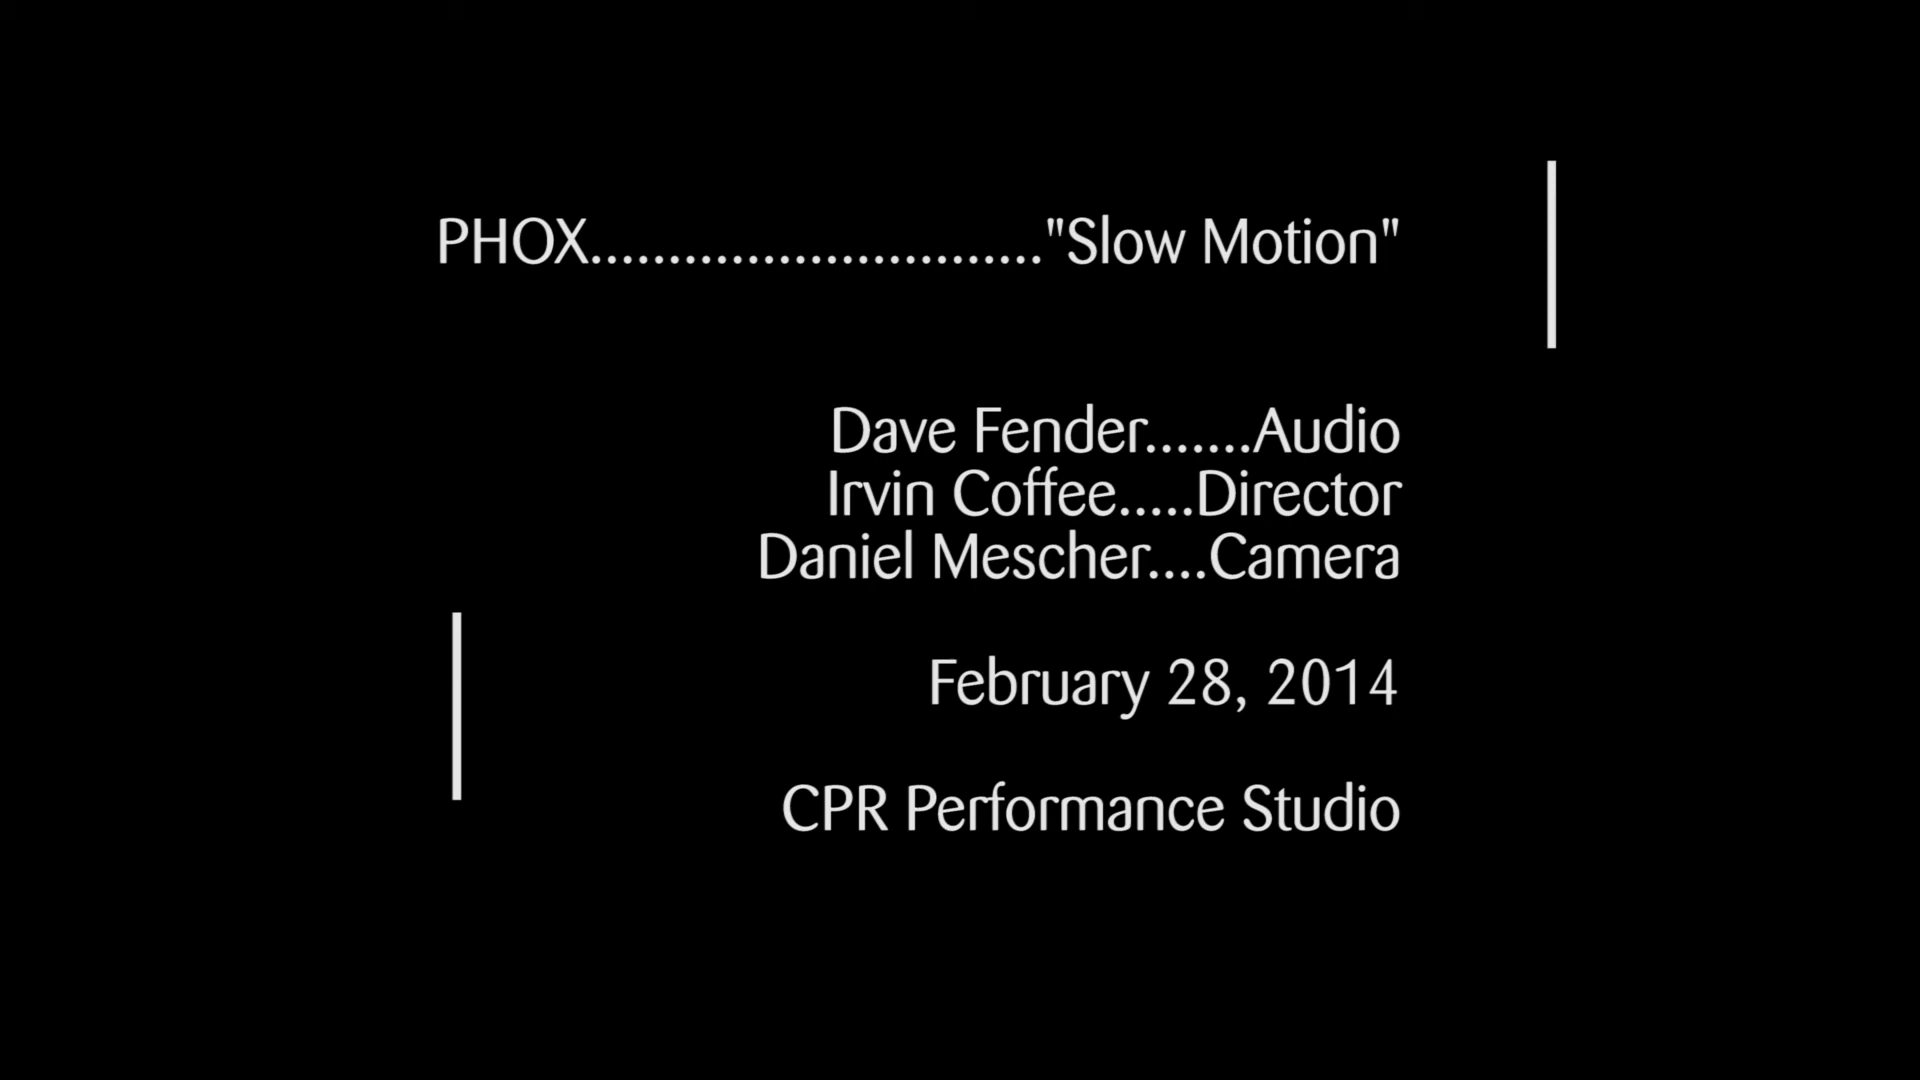 PHOX............................."Slow Motion"
Dave Fender.......Audio
Irvin Coffee.....Director
Daniel Mescher....Camera
February 28, 2014
CPR Performance Studio